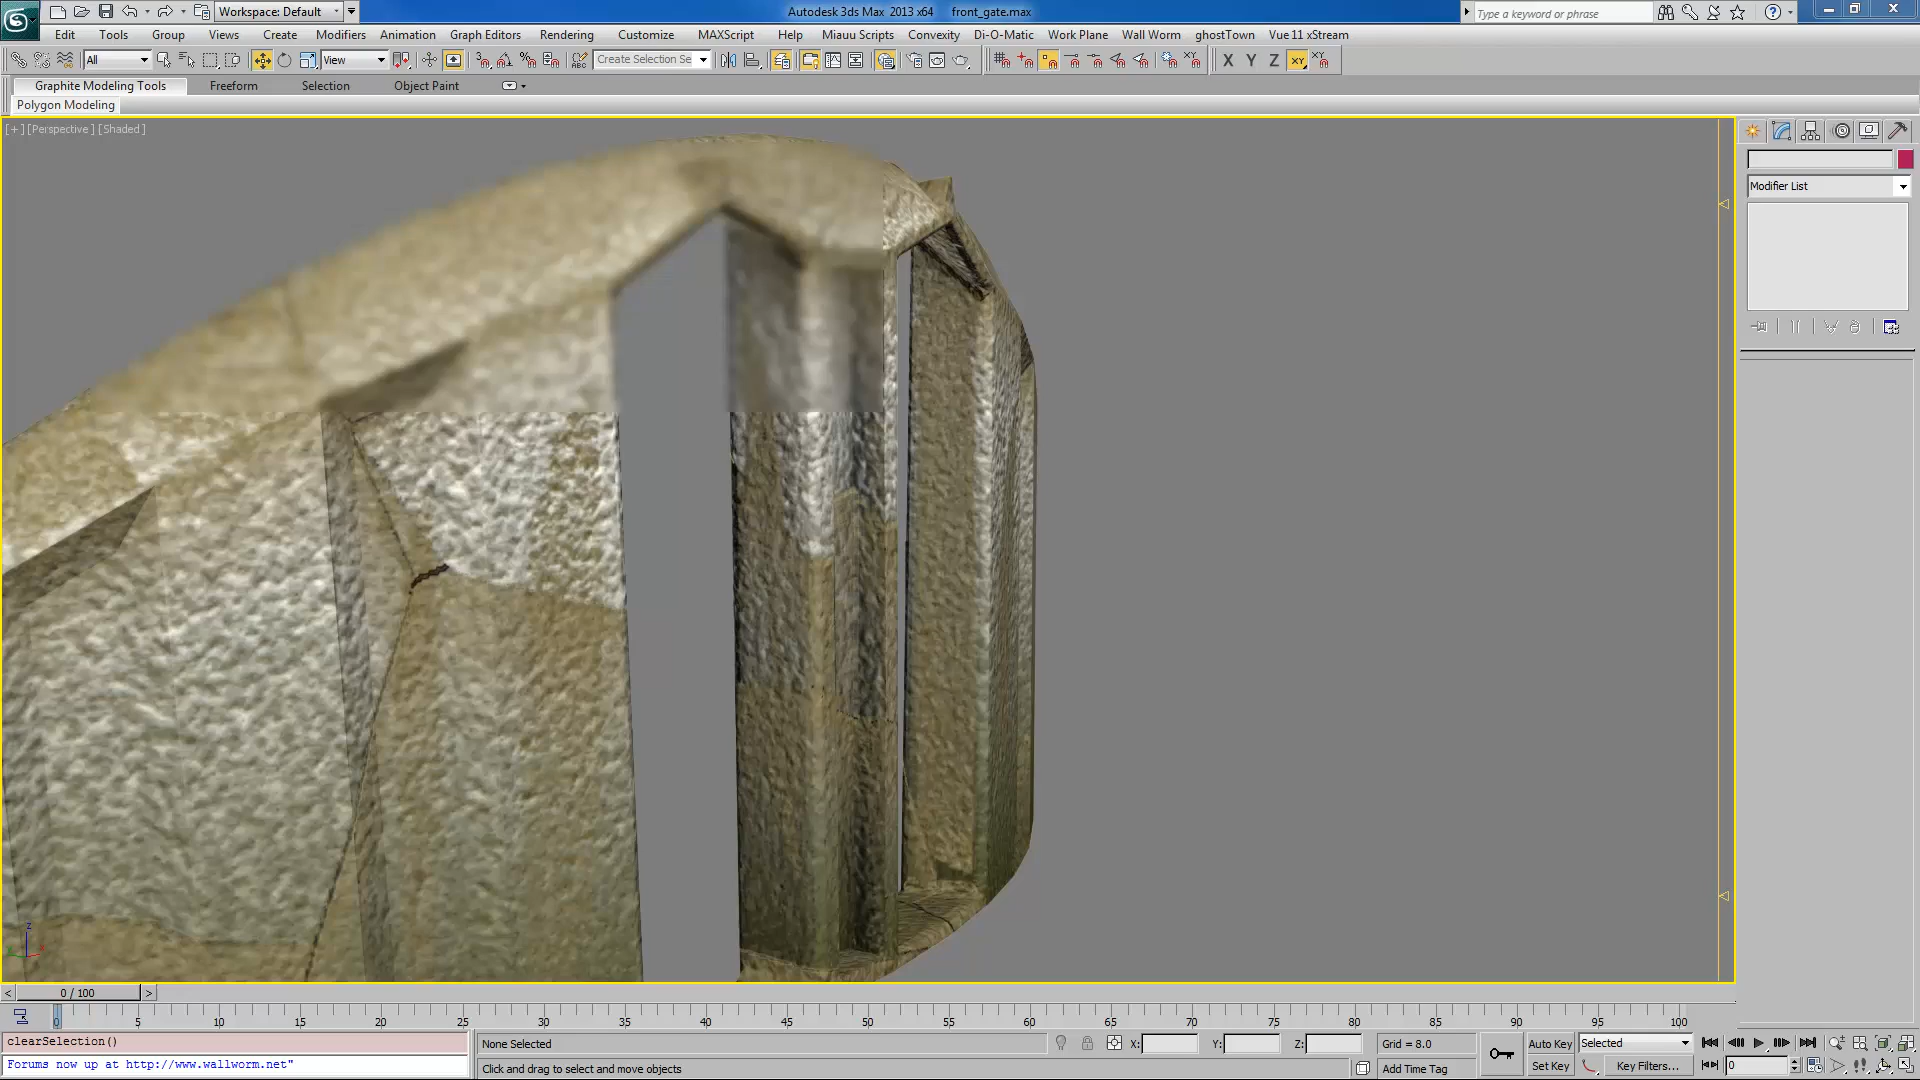 Workspace: Default
Autodesk 3ds Max 2013 x64 front_gate.max
Type a keyword or phrase
Edit Tools Group Views Create Modifiers Animation Graph Editors Rendering Customize MAXScript Help Miauu Scripts Convexity Di-O-Matic Work Plane Wall Worm ghostTown Vue 11 xStream
All View Create Selection Se X Y Z XY XY
Graphite Modeling Tools Freeform Selection Object Paint
Polygon Modeling
[+] [Perspective] [Shaded]
Modifier List
z
x
< 0 / 100 >
0 5 10 15 20 25 30 35 40 45 50 55 60 65 70 75 80 85 90 95 100
clearSelection()
Forums now up at http://www.wallworm.net"
None Selected X: Y: Z: Grid = 8.0 Auto Key Selected
Click and drag to select and move objects Add Time Tag Set Key Key Filters... 0